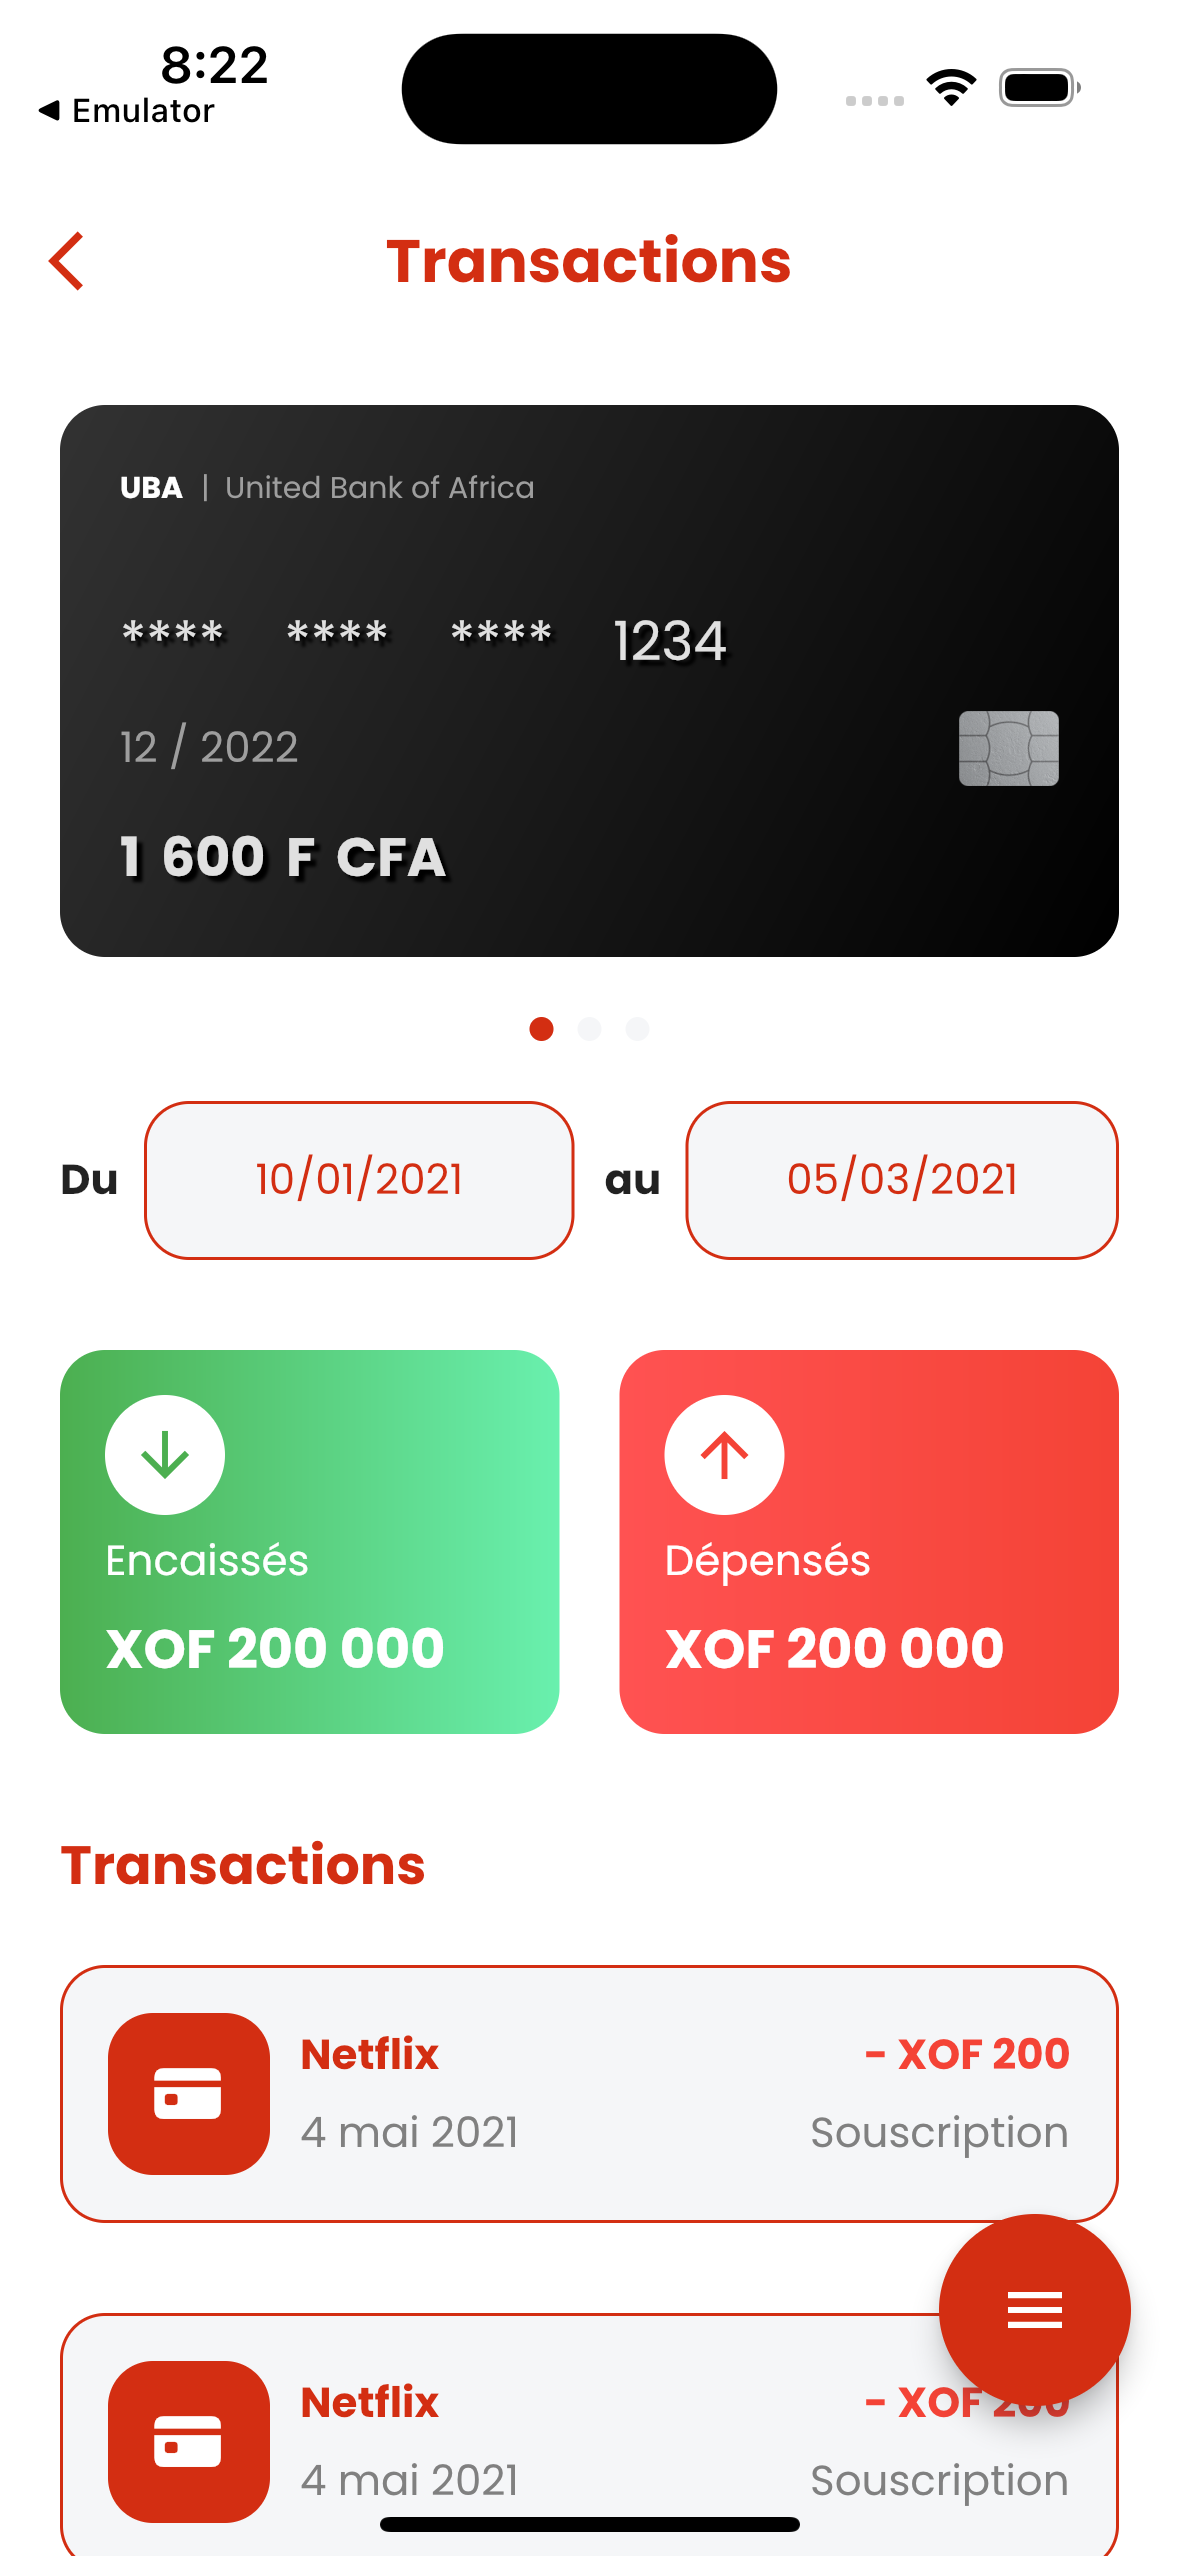 8:22
◀ Emulator
Transactions
UBA | United Bank of Africa
**** **** **** 1234
12 / 2022
1 600 F CFA
Du 10/01/2021 au 05/03/2021
Encaissés
XOF 200 000
Dépensés
XOF 200 000
Transactions
Netflix - XOF 200
4 mai 2021 Souscription
Netflix - XOF 200
4 mai 2021 Souscription